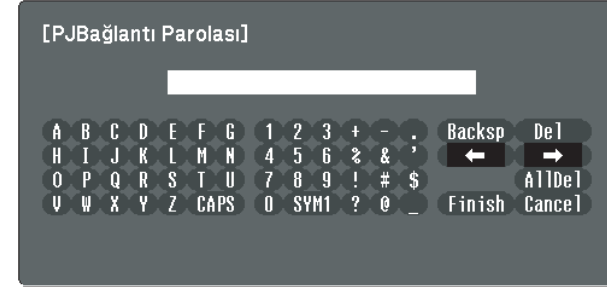 [PJBağlantı Parolası]
A B C D E F G 1 2 3 + - . Backsp Del
H I J K L M N 4 5 6 % & ' ← →
O P Q R S T U 7 8 9 ! # $ AllDel
V W X Y Z CAPS 0 SYM1 ? @ _ Finish Cancel